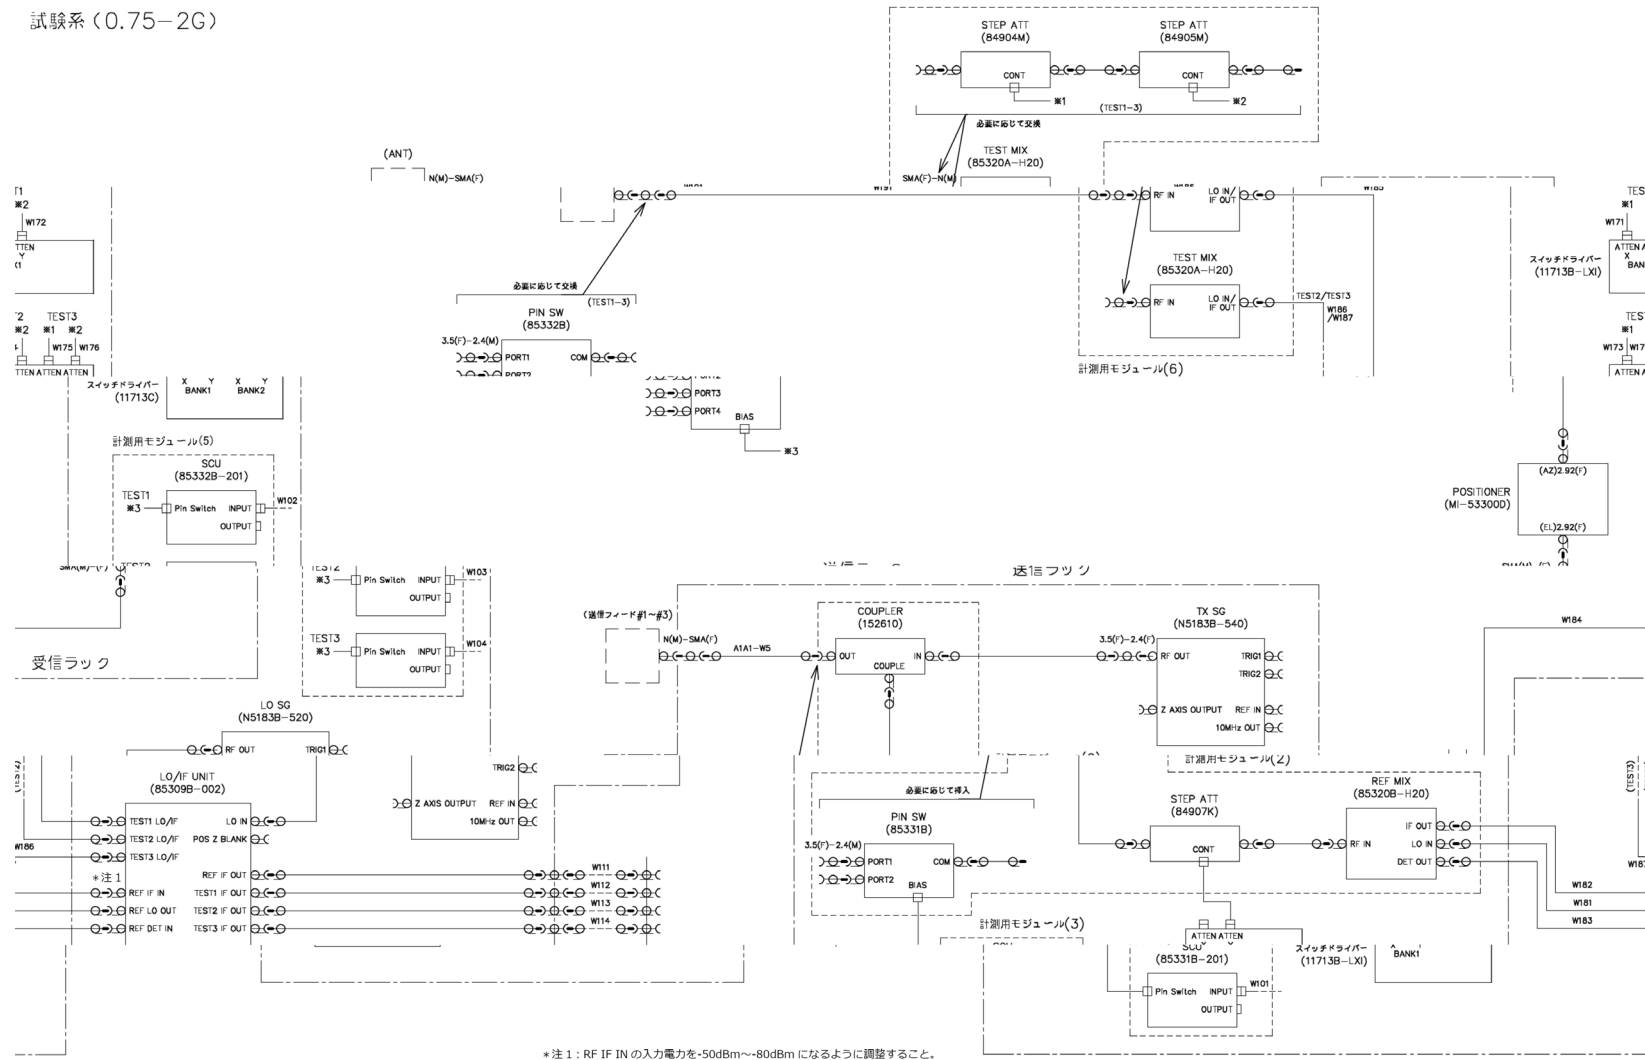 試験系(0.75-2G)
STEP ATT
(84904M)
CONT
※1
STEP ATT
(84905M)
CONT
※2
(TEST1-3)
必要に応じて交換
TEST MIX
(85320A-H20)
SMA(F)-N(M)
(ANT)
N(M)-SMA(F)
W191
RF IN
LO IN/
IF OUT
W185
TEST MIX
(85320A-H20)
RF IN
LO IN/
IF OUT
TEST2/TEST3
W186
/W187
計測用モジュール(6)
※2
W172
TEST3
※2
※1
※2
W175
W176
ATTEN ATTEN
スイッチドライバー
(11713C)
X Y
BANK1
X Y
BANK2
必要に応じて交換
(TEST1-3)
PIN SW
(85332B)
3.5(F)-2.4(M)
PORT1
COM
PORT3
PORT4
BIAS
※3
※1
W171
スイッチドライバー
(11713B-LXI)
X
※1
W173
計測用モジュール(5)
SCU
(85332B-201)
TEST1
※3
Pin Switch
INPUT
OUTPUT
W102
(AZ)2.92(F)
POSITIONER
(MI-53300D)
(EL)2.92(F)
※3
Pin Switch
INPUT
OUTPUT
W103
TEST3
※3
Pin Switch
INPUT
OUTPUT
W104
受信ラック
送信ラック
(送信フィード#1~#3)
N(M)-SMA(F)
A1A1-W5
COUPLER
(152610)
OUT
IN
COUPLE
TX SG
(N5183B-540)
3.5(F)-2.4(F)
RF OUT
TRIG1
TRIG2
Z AXIS OUTPUT
REF IN
10MHz OUT
W184
LO SG
(N5183B-520)
RF OUT
TRIG1
TRIG2
Z AXIS OUTPUT
REF IN
10MHz OUT
LO/IF UNIT
(85309B-002)
TEST1 LO/IF
LO IN
TEST2 LO/IF
POS Z BLANK
TEST3 LO/IF
W186
*注1
REF IF OUT
W111
REF IF IN
TEST1 IF OUT
W112
REF LO OUT
TEST2 IF OUT
W113
REF DET IN
TEST3 IF OUT
W114
必要に応じて挿入
PIN SW
(85331B)
3.5(F)-2.4(M)
PORT1
COM
PORT2
BIAS
計測用モジュール(2)
STEP ATT
(84907K)
CONT
REF MIX
(85320B-H20)
RF IN
IF OUT
LO IN
DET OUT
(TEST3)
W182
W181
W183
計測用モジュール(3)
ATTEN ATTEN
スイッチドライバー
(11713B-LXI)
BANK1
SCU
(85331B-201)
Pin Switch
INPUT
OUTPUT
W101
*注1:RF IF IN の入力電力を-50dBm~-80dBm になるように調整すること。